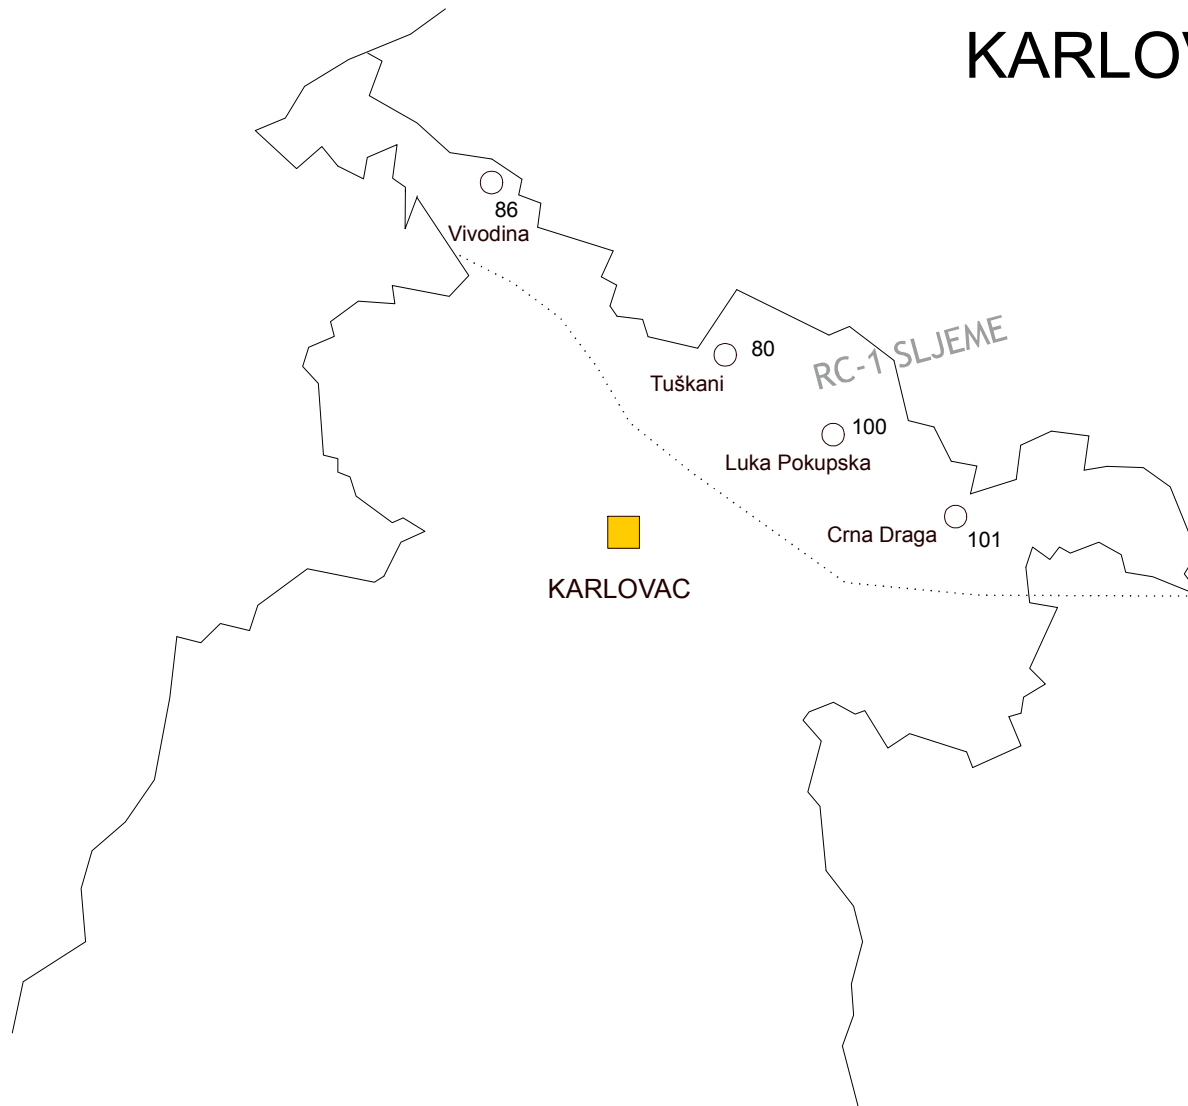 KARLOV
86
Vivodina
80
Tuškani
RC-1 SLJEME
100
Luka Pokupska
Crna Draga
101
KARLOVAC